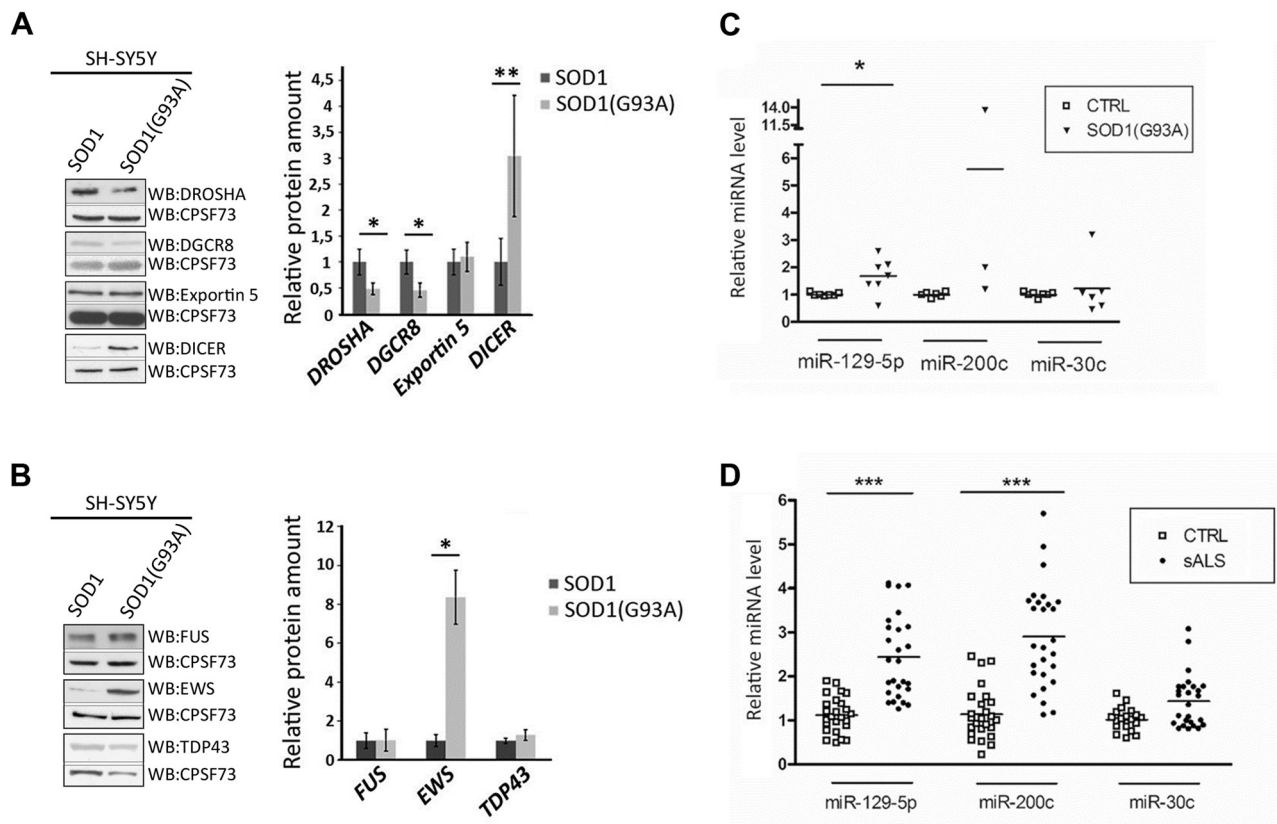 A
SH-SY5Y
SOD1
SOD1(G93A)
WB:DROSHA
WB:CPSF73
WB:DGCR8
WB:CPSF73
WB:Exportin 5
WB:CPSF73
WB:DICER
WB:CPSF73
Relative protein amount
4,5
4
3,5
3
2,5
2
1,5
1
0,5
0
*
*
**
SOD1
SOD1(G93A)
DROSHA
DGCR8
Exportin 5
DICER
B
SH-SY5Y
SOD1
SOD1(G93A)
WB:FUS
WB:CPSF73
WB:EWS
WB:CPSF73
WB:TDP43
WB:CPSF73
Relative protein amount
12
10
8
6
4
2
0
*
SOD1
SOD1(G93A)
FUS
EWS
TDP43
C
Relative miRNA level
14.0
11.5
6
5
4
3
2
1
0
*
CTRL
SOD1(G93A)
miR-129-5p
miR-200c
miR-30c
D
Relative miRNA level
6
5
4
3
2
1
0
***
***
CTRL
sALS
miR-129-5p
miR-200c
miR-30c